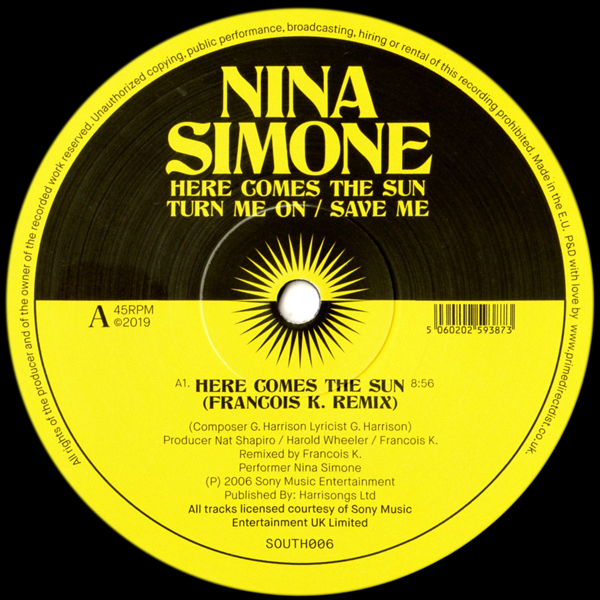 All rights of the producer and of the owner of the recorded work reserved. Unauthorized copying, public performance, broadcasting, hiring or rental of this recording prohibited. Made in the E.U. P&D with love by www.primedirectdist.co.uk.
NINA
SIMONE
HERE COMES THE SUN
TURN ME ON / SAVE ME
A 45RPM
©2019
5 060202 593873
A1. HERE COMES THE SUN 8:56
(FRANCOIS K. REMIX)
(Composer G. Harrison Lyricist G. Harrison)
Producer Nat Shapiro / Harold Wheeler / Francois K.
Remixed by Francois K.
Performer Nina Simone
(P) 2006 Sony Music Entertainment
Published By: Harrisongs Ltd
All tracks licensed courtesy of Sony Music
Entertainment UK Limited
SOUTH006